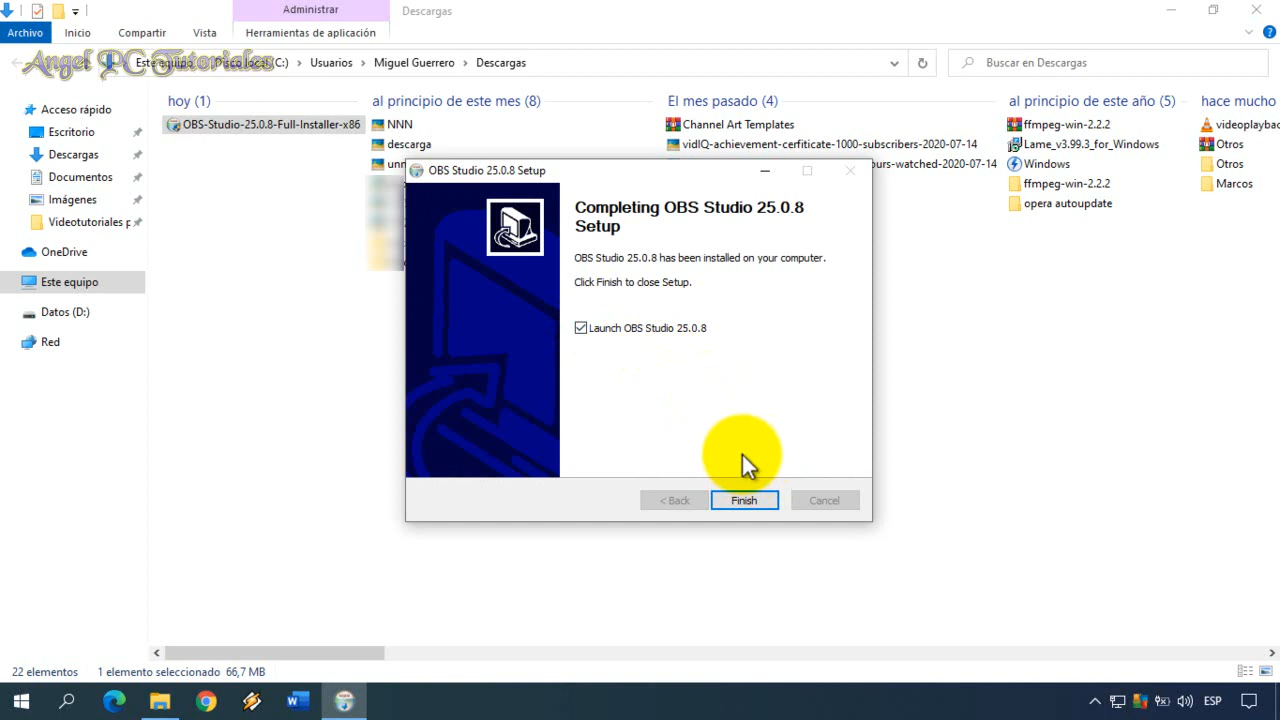 Administrar
Descargas
Archivo
Inicio
Compartir
Vista
Herramientas de aplicación
Angel PC Tutoriales
Este equipo
Disco local (C:)
Usuarios
Miguel Guerrero
Descargas
Buscar en Descargas
Acceso rápido
Escritorio
Descargas
Documentos
Imágenes
Videotutoriales p
OneDrive
Este equipo
Datos (D:)
Red
hoy (1)
OBS-Studio-25.0.8-Full-Installer-x86
al principio de este mes (8)
NNN
descarga
El mes pasado (4)
Channel Art Templates
vidIQ-achievement-cerfiticate-1000-subscribers-2020-07-14
ours-watched-2020-07-14
al principio de este año (5)
ffmpeg-win-2.2.2
Lame_v3.99.3_for_Windows
Windows
ffmpeg-win-2.2.2
opera autoupdate
hace mucho
videoplayba
Otros
Otros
Marcos
OBS Studio 25.0.8 Setup
Completing OBS Studio 25.0.8
Setup
OBS Studio 25.0.8 has been installed on your computer.
Click Finish to close Setup.
Launch OBS Studio 25.0.8
< Back
Finish
Cancel
22 elementos
1 elemento seleccionado 66,7 MB
ESP